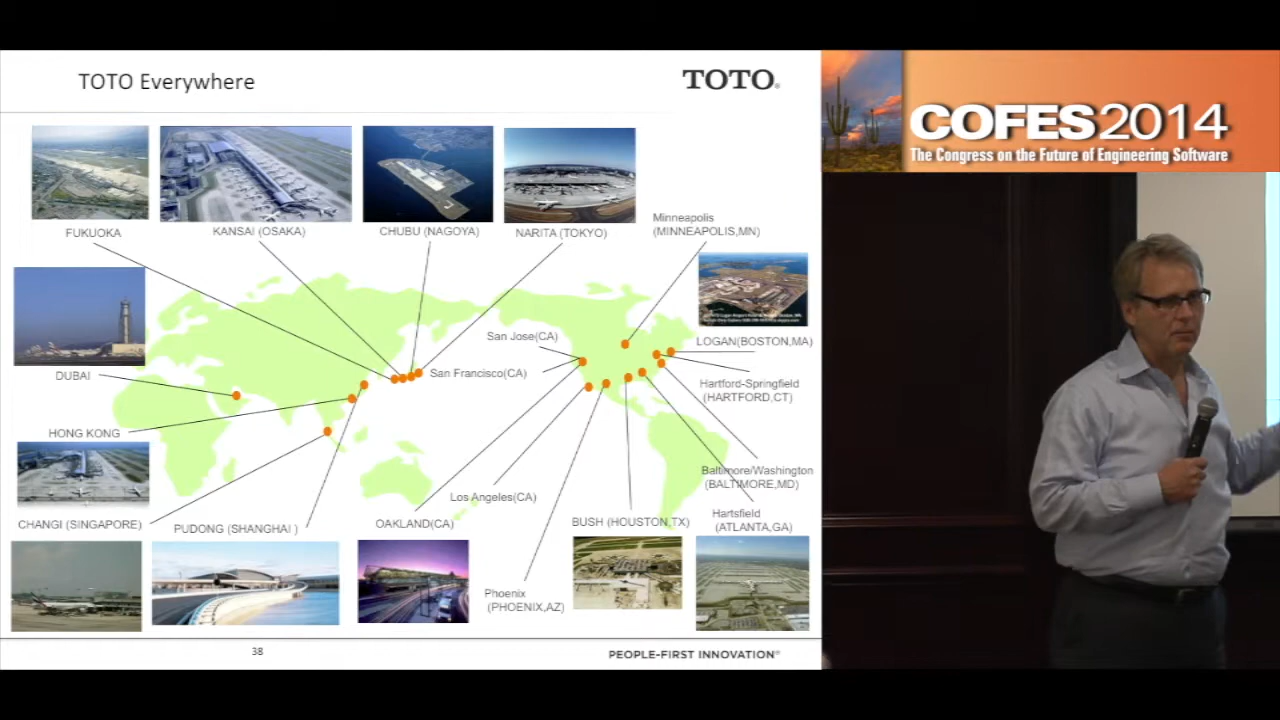 TOTO Everywhere
TOTO®
COFES2014
The Congress on the Future of Engineering Software
FUKUOKA
KANSAI (OSAKA)
CHUBU (NAGOYA)
NARITA (TOKYO)
Minneapolis
(MINNEAPOLIS,MN)
San Jose(CA)
LOGAN(BOSTON,MA)
DUBAI
San Francisco(CA)
Hartford-Springfield
(HARTFORD,CT)
HONG KONG
Baltimore/Washington
(BALTIMORE,MD)
Los Angeles(CA)
CHANGI (SINGAPORE)
PUDONG (SHANGHAI )
OAKLAND(CA)
BUSH (HOUSTON,TX)
Hartsfield
(ATLANTA,GA)
Phoenix
(PHOENIX,AZ)
38
PEOPLE-FIRST INNOVATION®